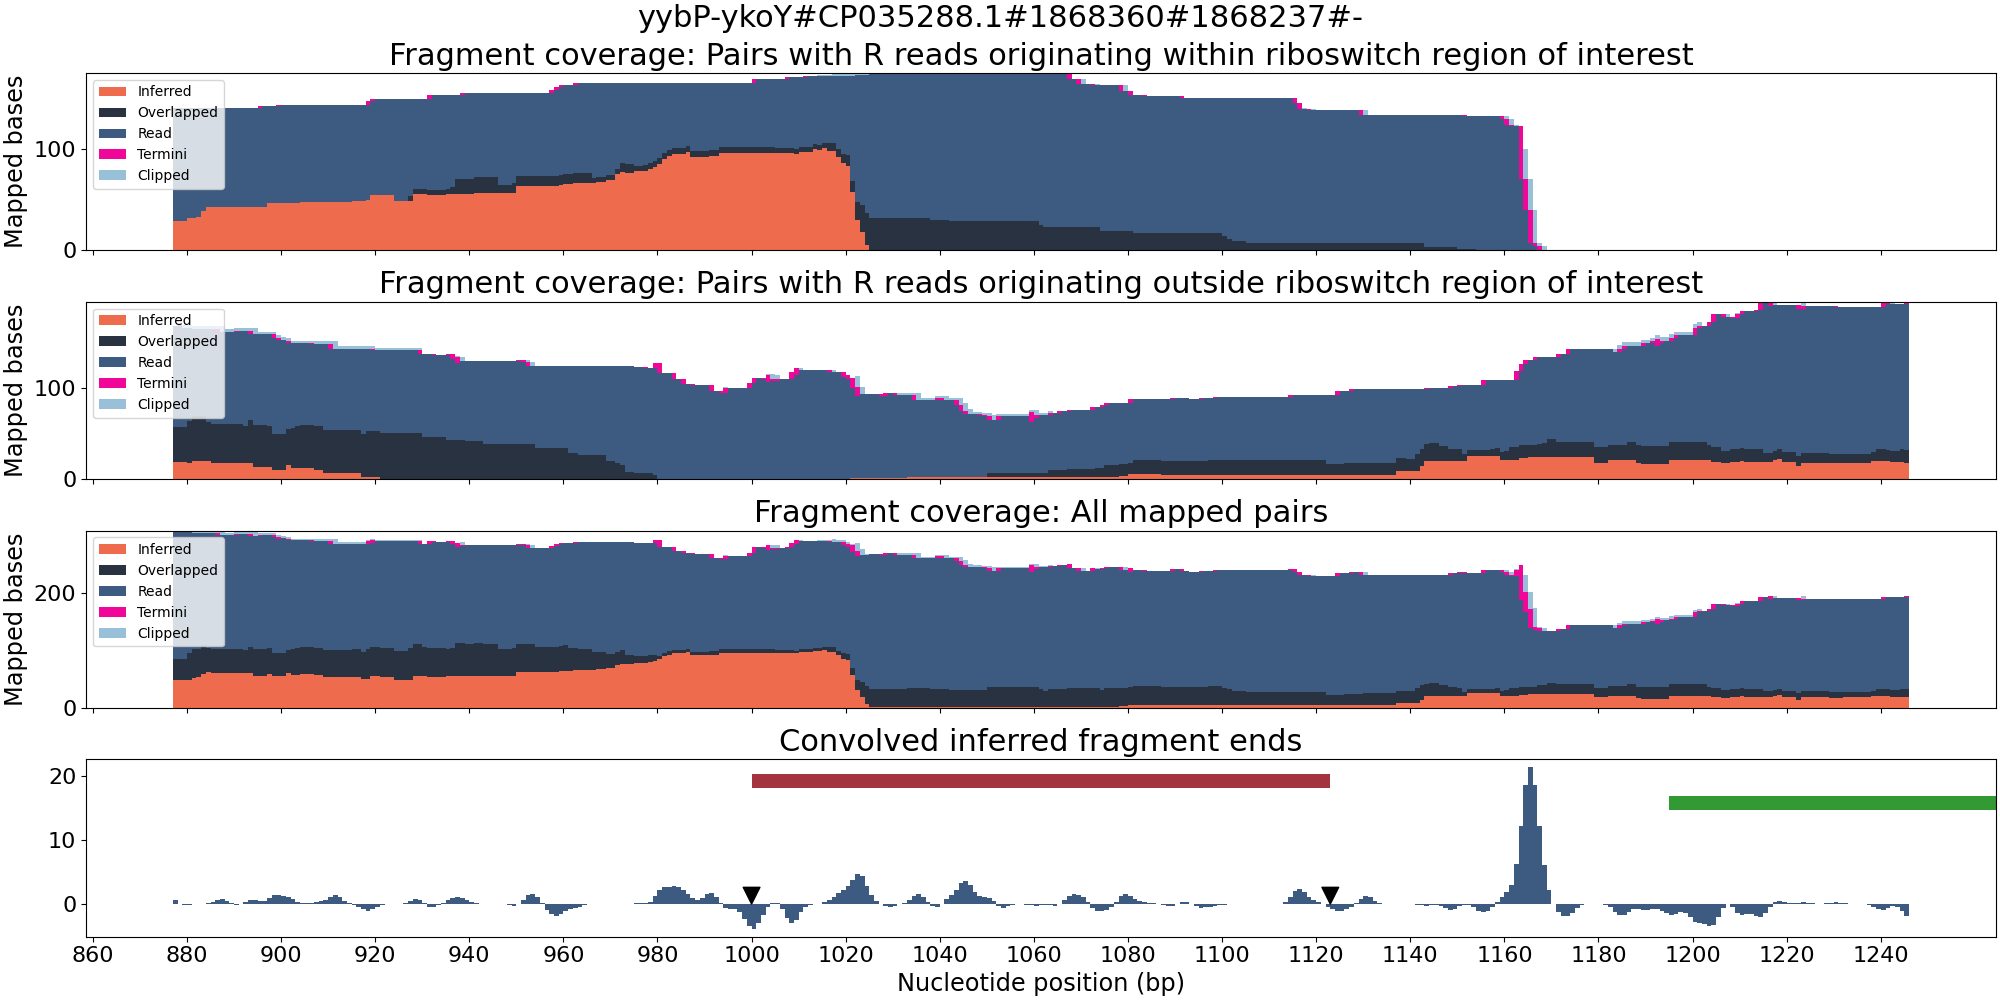 yybP-ykoY#CP035288.1#1868360#1868237#-
Fragment coverage: Pairs with R reads originating within riboswitch region of interest
Mapped bases
100
0
Inferred
Overlapped
Read
Termini
Clipped
Fragment coverage: Pairs with R reads originating outside riboswitch region of interest
Mapped bases
100
0
Inferred
Overlapped
Read
Termini
Clipped
Fragment coverage: All mapped pairs
Mapped bases
200
0
Inferred
Overlapped
Read
Termini
Clipped
Convolved inferred fragment ends
20
10
0
860 880 900 920 940 960 980 1000 1020 1040 1060 1080 1100 1120 1140 1160 1180 1200 1220 1240
Nucleotide position (bp)